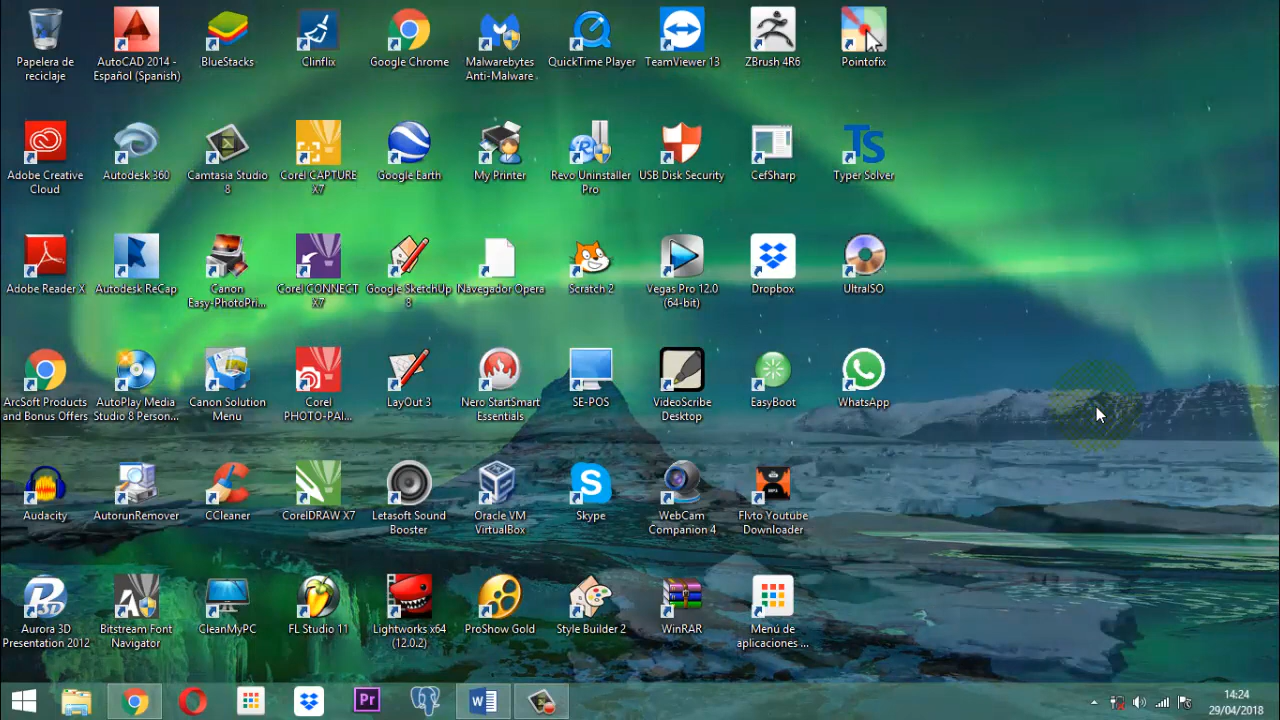 Papelera de
reciclaje
AutoCAD 2014 -
Español (Spanish)
BlueStacks
Clinflix
Google Chrome
Malwarebytes
Anti-Malware
QuickTime Player
TeamViewer 13
ZBrush 4R6
Pointofix
Adobe Creative
Cloud
Autodesk 360
Camtasia Studio
8
Corel CAPTURE
X7
Google Earth
My Printer
Revo Uninstaller
Pro
USB Disk Security
CefSharp
Ts
Typer Solver
Adobe Reader X
Autodesk ReCap
Canon
Easy-PhotoPri...
Corel CONNECT
X7
Google SketchUp
8
Navegador Opera
Scratch 2
Vegas Pro 12.0
(64-bit)
Dropbox
UltraISO
ArcSoft Products
and Bonus Offers
AutoPlay Media
Studio 8 Person...
Canon Solution
Menu
Corel
PHOTO-PAI...
LayOut 3
Nero StartSmart
Essentials
SE-POS
VideoScribe
Desktop
EasyBoot
WhatsApp
Audacity
AutorunRemover
CCleaner
CorelDRAW X7
Letasoft Sound
Booster
Oracle VM
VirtualBox
Skype
WebCam
Companion 4
Flvto Youtube
Downloader
Aurora 3D
Presentation 2012
Bitstream Font
Navigator
CleanMyPC
FL Studio 11
Lightworks x64
(12.0.2)
ProShow Gold
Style Builder 2
WinRAR
Menú de
aplicaciones ...
Pr
14:24
29/04/2018